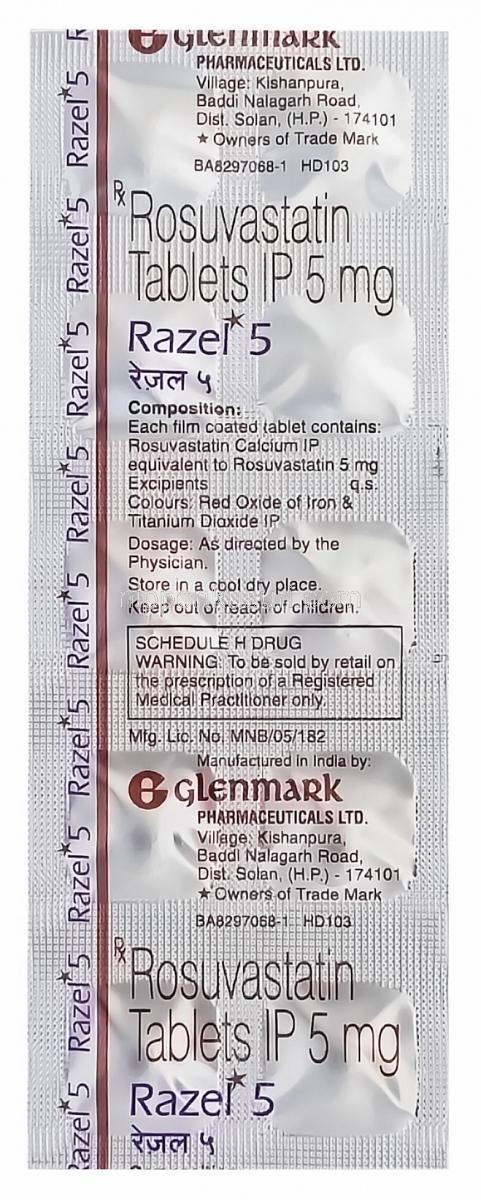 GLENMARK
PHARMACEUTICALS LTD.
Village: Kishanpura,
Baddi Nalagarh Road,
Dist. Solan, (H.P.) - 174101
★ Owners of Trade Mark
BA8297068-1 HD103
℞ Rosuvastatin
Tablets IP 5 mg
Razel★ 5
रेज़ल ५
Composition:
Each film coated tablet contains:
Rosuvastatin Calcium IP
equivalent to Rosuvastatin 5 mg
Excipients q.s.
Colours: Red Oxide of Iron &
Titanium Dioxide IP
Dosage: As directed by the
Physician.
Store in a cool dry place.
Keep out of reach of children.
SCHEDULE H DRUG
WARNING: To be sold by retail on
the prescription of a Registered
Medical Practitioner only.
Mfg. Lic. No. MNB/05/182
Manufactured in India by:
GLENMARK
PHARMACEUTICALS LTD.
Village: Kishanpura,
Baddi Nalagarh Road,
Dist. Solan, (H.P.) - 174101
★ Owners of Trade Mark
BA8297068-1 HD103
℞ Rosuvastatin
Tablets IP 5 mg
Razel★ 5
रेज़ल ५
Razel★ 5 Razel★ 5 Razel★ 5 Razel★ 5 Razel★ 5 Razel★ 5 Razel★ 5 Razel★ 5